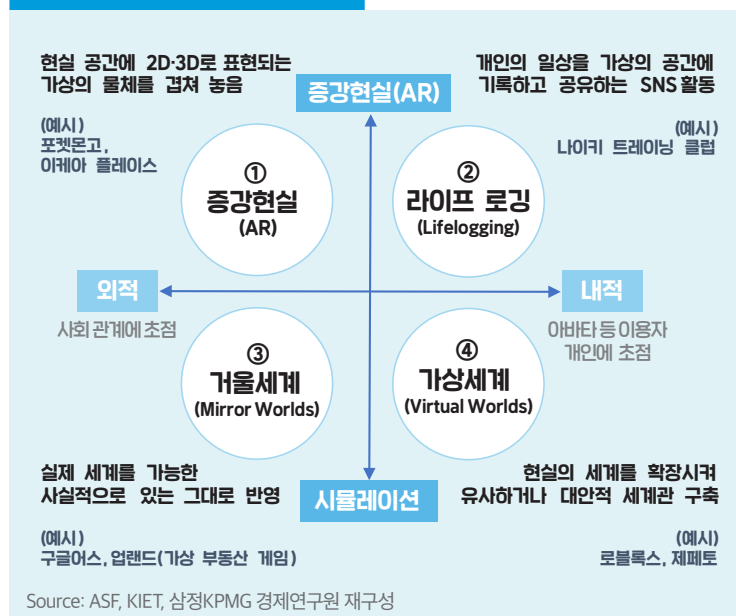 현실 공간에 2D·3D로 표현되는
가상의 물체를 겹쳐 놓음
(예시)
포켓몬고,
이케아 플레이스
증강현실(AR)
개인의 일상을 가상의 공간에
기록하고 공유하는 SNS 활동
(예시)
나이키 트레이닝 클럽
①
증강현실
(AR)
②
라이프 로깅
(Lifelogging)
외적
사회 관계에 초점
내적
아바타 등 이용자
개인에 초점
③
거울세계
(Mirror Worlds)
④
가상세계
(Virtual Worlds)
실제 세계를 가능한
사실적으로 있는 그대로 반영
(예시)
구글어스, 업랜드(가상 부동산 게임)
시뮬레이션
현실의 세계를 확장시켜
유사하거나 대안적 세계관 구축
(예시)
로블록스, 제페토
Source: ASF, KIET, 삼정KPMG 경제연구원 재구성